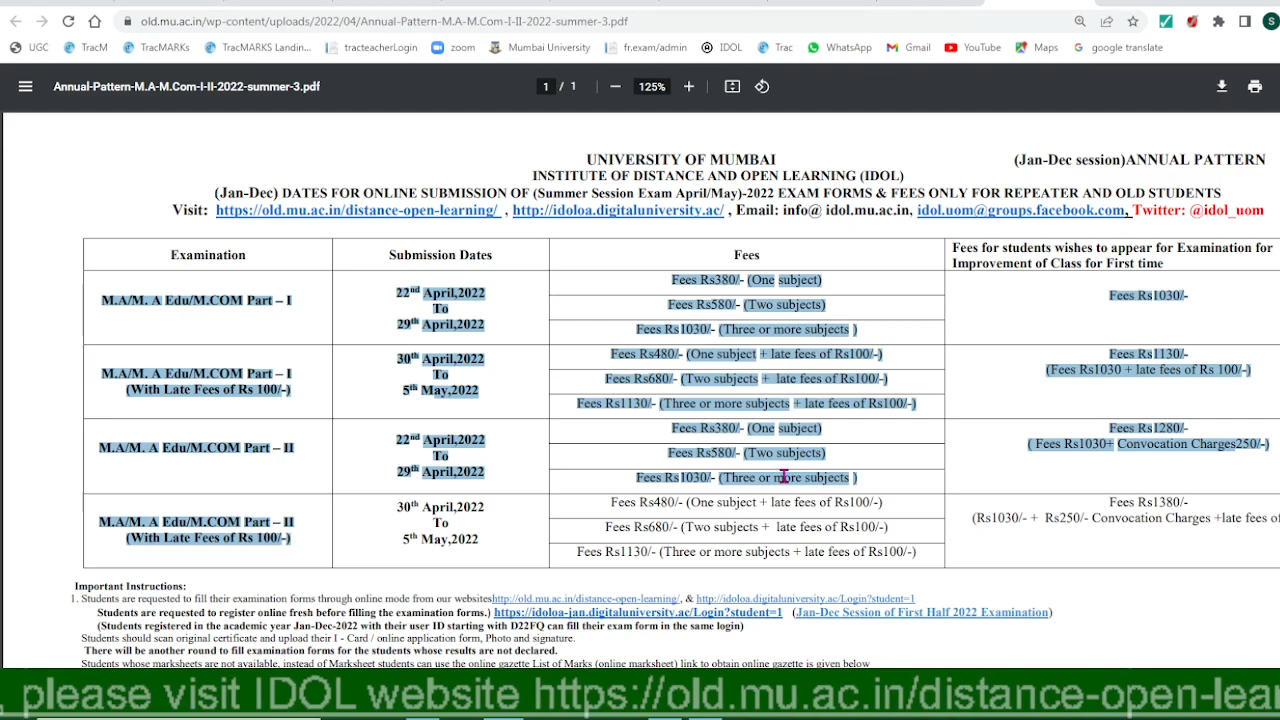 old.mu.ac.in/wp-content/uploads/2022/04/Annual-Pattern-M.A-M.Com-I-II-2022-summer-3.pdf
S
UGC TracM TracMARKS TracMARKS Landin... tracteacherLogin zoom Mumbai University fr.exam/admin IDOL Trac WhatsApp Gmail YouTube Maps google translate
Annual-Pattern-M.A-M.Com-I-II-2022-summer-3.pdf 1 / 1 125%
UNIVERSITY OF MUMBAI (Jan-Dec session)ANNUAL PATTERN
INSTITUTE OF DISTANCE AND OPEN LEARNING (IDOL)
(Jan-Dec) DATES FOR ONLINE SUBMISSION OF (Summer Session Exam April/May)-2022 EXAM FORMS & FEES ONLY FOR REPEATER AND OLD STUDENTS
Visit: https://old.mu.ac.in/distance-open-learning/ , http://idoloa.digitaluniversity.ac/ , Email: info@ idol.mu.ac.in, idol.uom@groups.facebook.com, Twitter: @idol_uom
Examination Submission Dates Fees Fees for students wishes to appear for Examination for
Improvement of Class for First time
M.A/M. A Edu/M.COM Part – I
22nd April,2022
To
29th April,2022
Fees Rs380/- (One subject)
Fees Rs580/- (Two subjects)
Fees Rs1030/- (Three or more subjects )
Fees Rs1030/-
M.A/M. A Edu/M.COM Part – I
(With Late Fees of Rs 100/-)
30th April,2022
To
5th May,2022
Fees Rs480/- (One subject + late fees of Rs100/-)
Fees Rs680/- (Two subjects + late fees of Rs100/-)
Fees Rs1130/- (Three or more subjects + late fees of Rs100/-)
Fees Rs1130/-
(Fees Rs1030 + late fees of Rs 100/-)
M.A/M. A Edu/M.COM Part – II
22nd April,2022
To
29th April,2022
Fees Rs380/- (One subject)
Fees Rs580/- (Two subjects)
Fees Rs1030/- (Three or more subjects )
Fees Rs1280/-
( Fees Rs1030+ Convocation Charges250/-)
M.A/M. A Edu/M.COM Part – II
(With Late Fees of Rs 100/-)
30th April,2022
To
5th May,2022
Fees Rs480/- (One subject + late fees of Rs100/-)
Fees Rs680/- (Two subjects + late fees of Rs100/-)
Fees Rs1130/- (Three or more subjects + late fees of Rs100/-)
Fees Rs1380/-
(Rs1030/- + Rs250/- Convocation Charges +late fees of
Important Instructions:
1. Students are requested to fill their examination forms through online mode from our websiteshttp://old.mu.ac.in/distance-open-learning/, & http://idoloa.digitaluniversity.ac/Login?student=1
Students are requested to register online fresh before filling the examination forms.) https://idoloa-jan.digitaluniversity.ac/Login?student=1 (Jan-Dec Session of First Half 2022 Examination)
(Students registered in the academic year Jan-Dec-2022 with their user ID starting with D22FQ can fill their exam form in the same login)
Students should scan original certificate and upload their I - Card / online application form, Photo and signature.
There will be another round to fill examination forms for the students whose results are not declared.
Students whose marksheets are not available, instead of Marksheet students can use the online gazette List of Marks (online marksheet) link to obtain online gazette is given below
, please visit IDOL website https://old.mu.ac.in/distance-open-lear